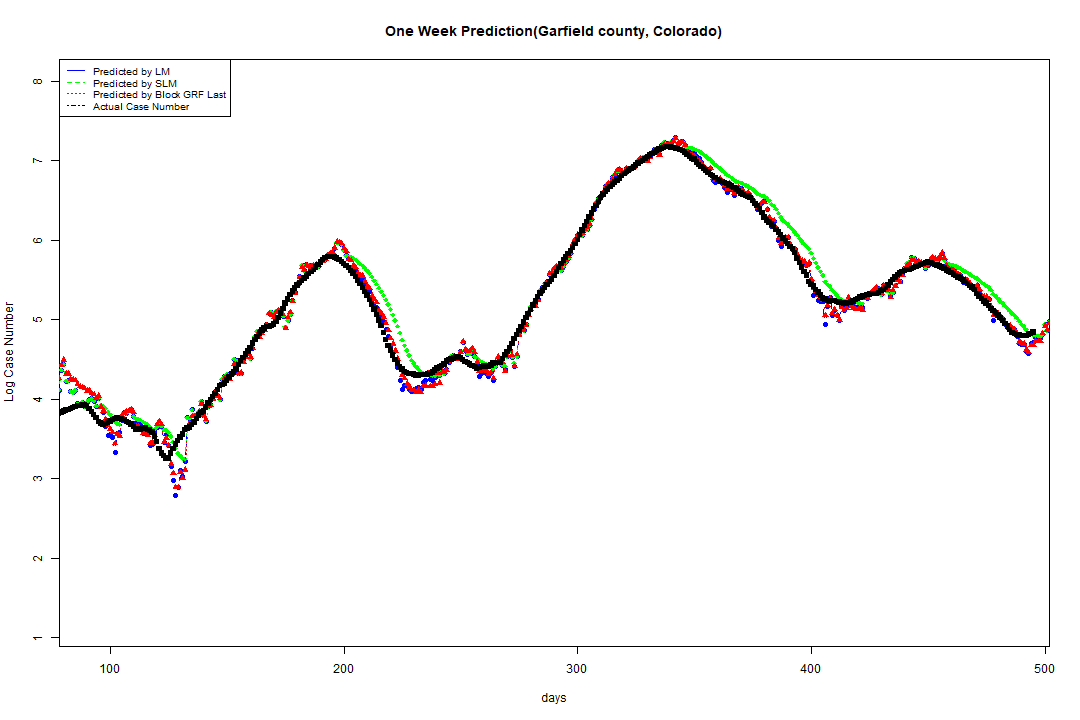 One Week Prediction(Garfield county, Colorado)
Predicted by LM
Predicted by SLM
Predicted by Block GRF Last
Actual Case Number
8
7
6
5
4
3
2
1
Log Case Number
100 200 300 400 500
days